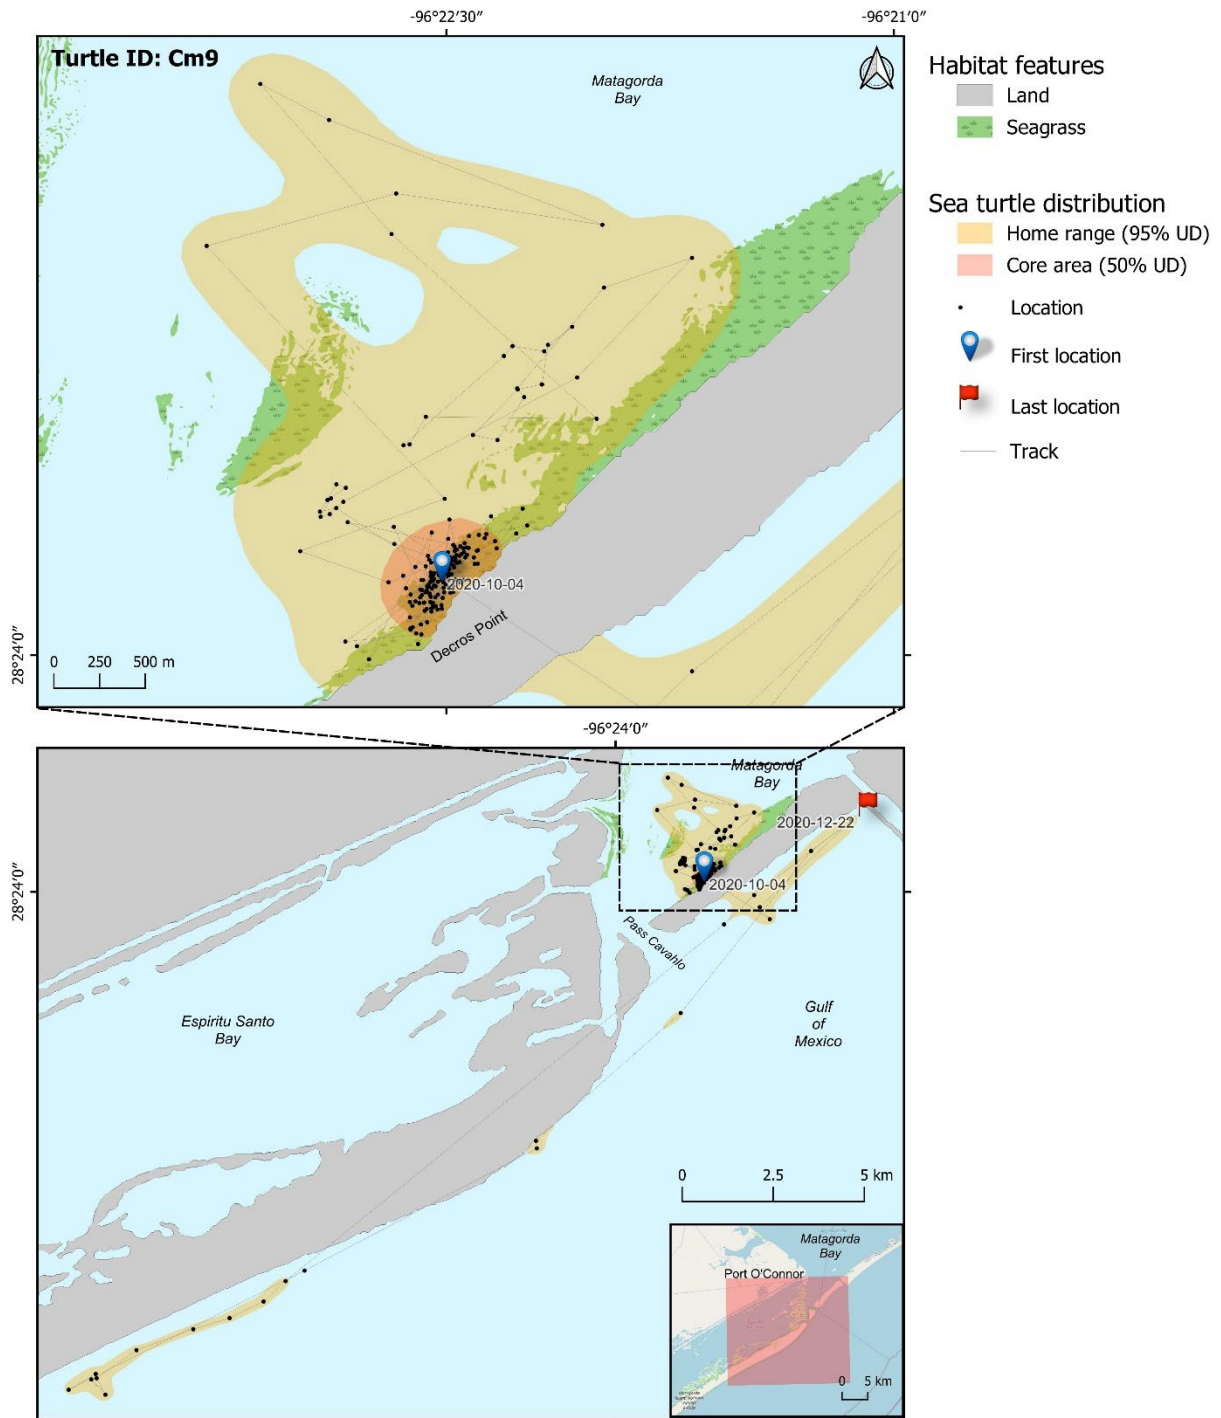 -96°22'30"
-96°21'0"
Turtle ID: Cm9
Matagorda
Bay
Habitat features
Land
Seagrass
Sea turtle distribution
Home range (95% UD)
Core area (50% UD)
Location
First location
Last location
Track
2020-10-04
Decros Point
28°24'0"
0 250 500 m
-96°24'0"
Matagorda
Bay
2020-12-22
2020-10-04
28°24'0"
Pass Cavahlo
Espiritu Santo
Bay
Gulf
of
Mexico
0 2.5 5 km
Matagorda
Bay
Port O'Connor
0 5 km